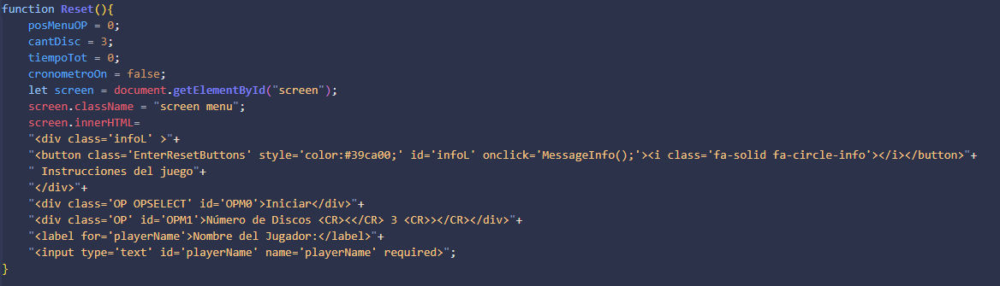 function Reset(){
    posMenuOP = 0;
    cantDisc = 3;
    tiempoTot = 0;
    cronometroOn = false;
    let screen = document.getElementById("screen");
    screen.className = "screen menu";
    screen.innerHTML=
    "<div class='infoL' >"+
    "<button class='EnterResetButtons' style='color:#39ca00;' id='infoL' onclick='MessageInfo();'><i class='fa-solid fa-circle-info'></i></button>"+
    " Instrucciones del juego"+
    "</div>"+
    "<div class='OP OPSELECT' id='OPM0'>Iniciar</div>"+
    "<div class='OP' id='OPM1'>Número de Discos <CR><</CR> 3 <CR>></CR></div>"+
    "<label for='playerName'>Nombre del Jugador:</label>"+
    "<input type='text' id='playerName' name='playerName' required>";
}